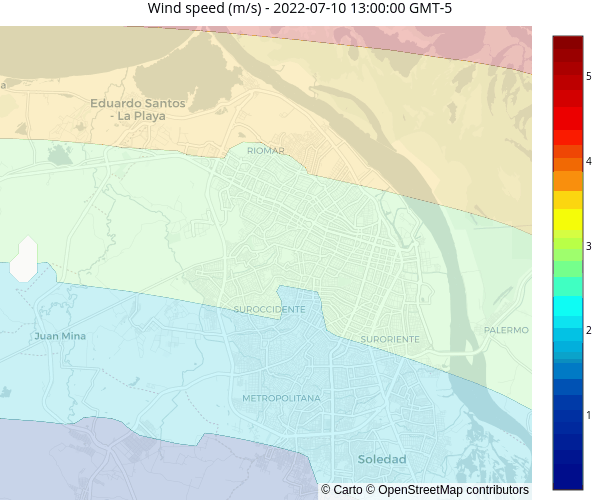 Wind speed (m/s) - 2022-07-10 13:00:00 GMT-5
5
a
Eduardo Santos
- La Playa
RIOMAR
4
3
SUROCCIDENTE
PALERMO
2
Juan Mina
SURORIENTE
METROPOLITANA
1
Soledad
© Carto © OpenStreetMap contributors